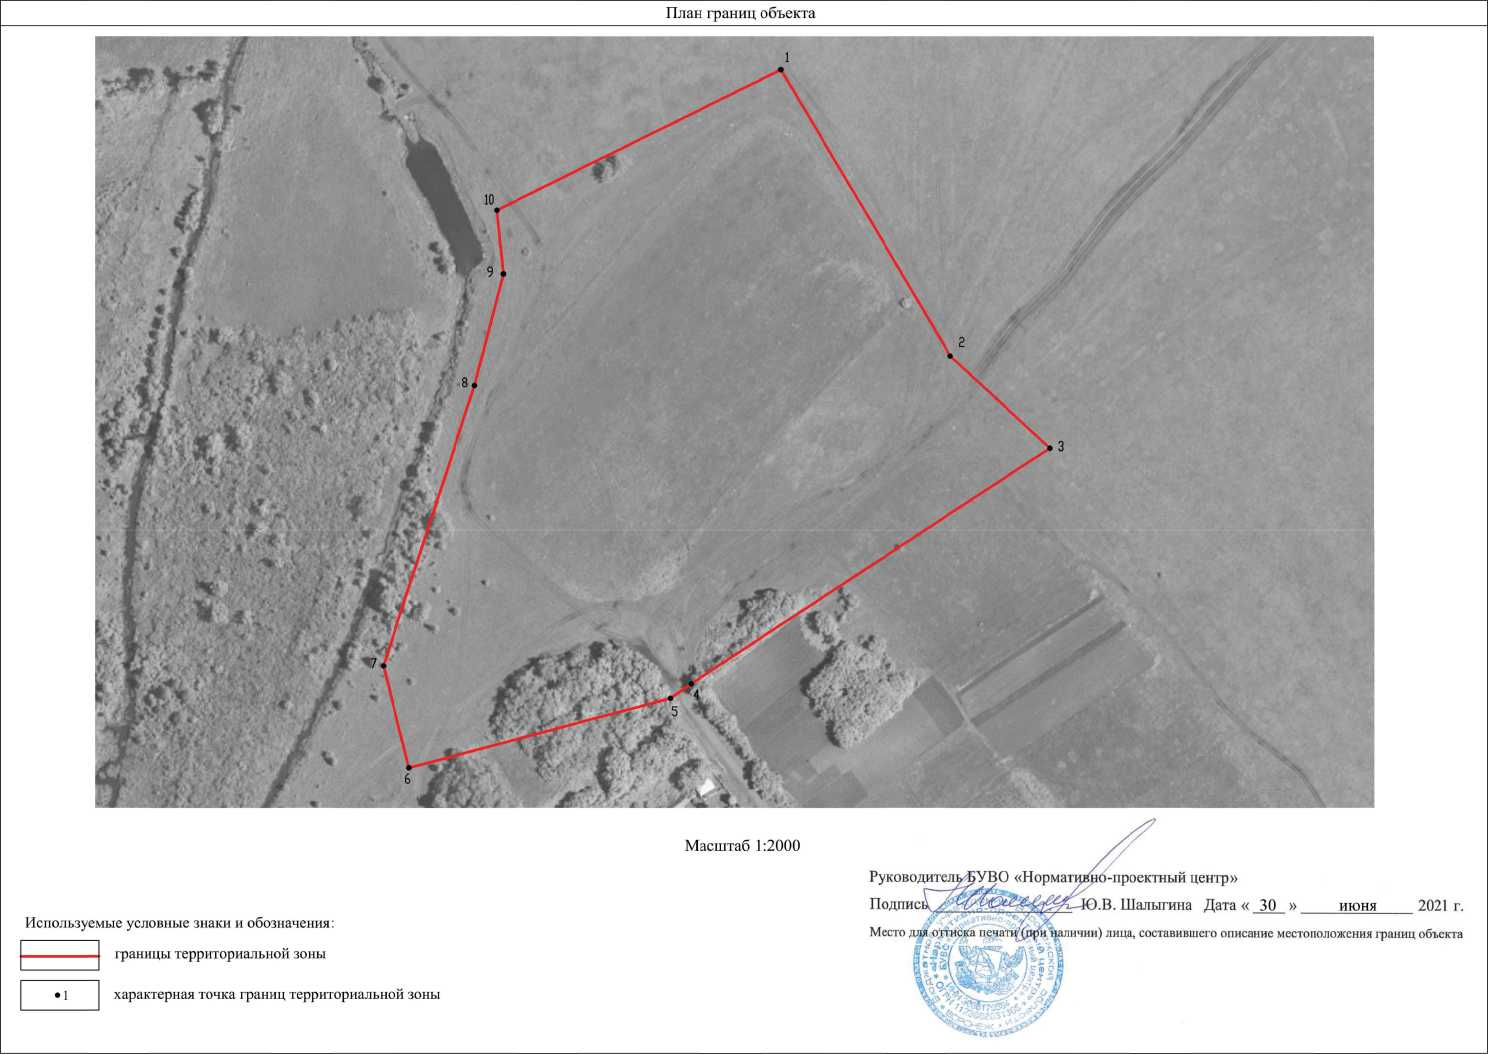 План границ объекта
1
10
9
2
8
3
7
4
5
6
Масштаб 1:2000
Руководитель БУВО «Нормативно-проектный центр»
Подпись Ю.В. Шалыгина Дата « 30 » июня 2021 г.
Место для оттиска печати (при наличии) лица, составившего описание местоположения границ объекта
Используемые условные знаки и обозначения:
границы территориальной зоны
•1 характерная точка границ территориальной зоны